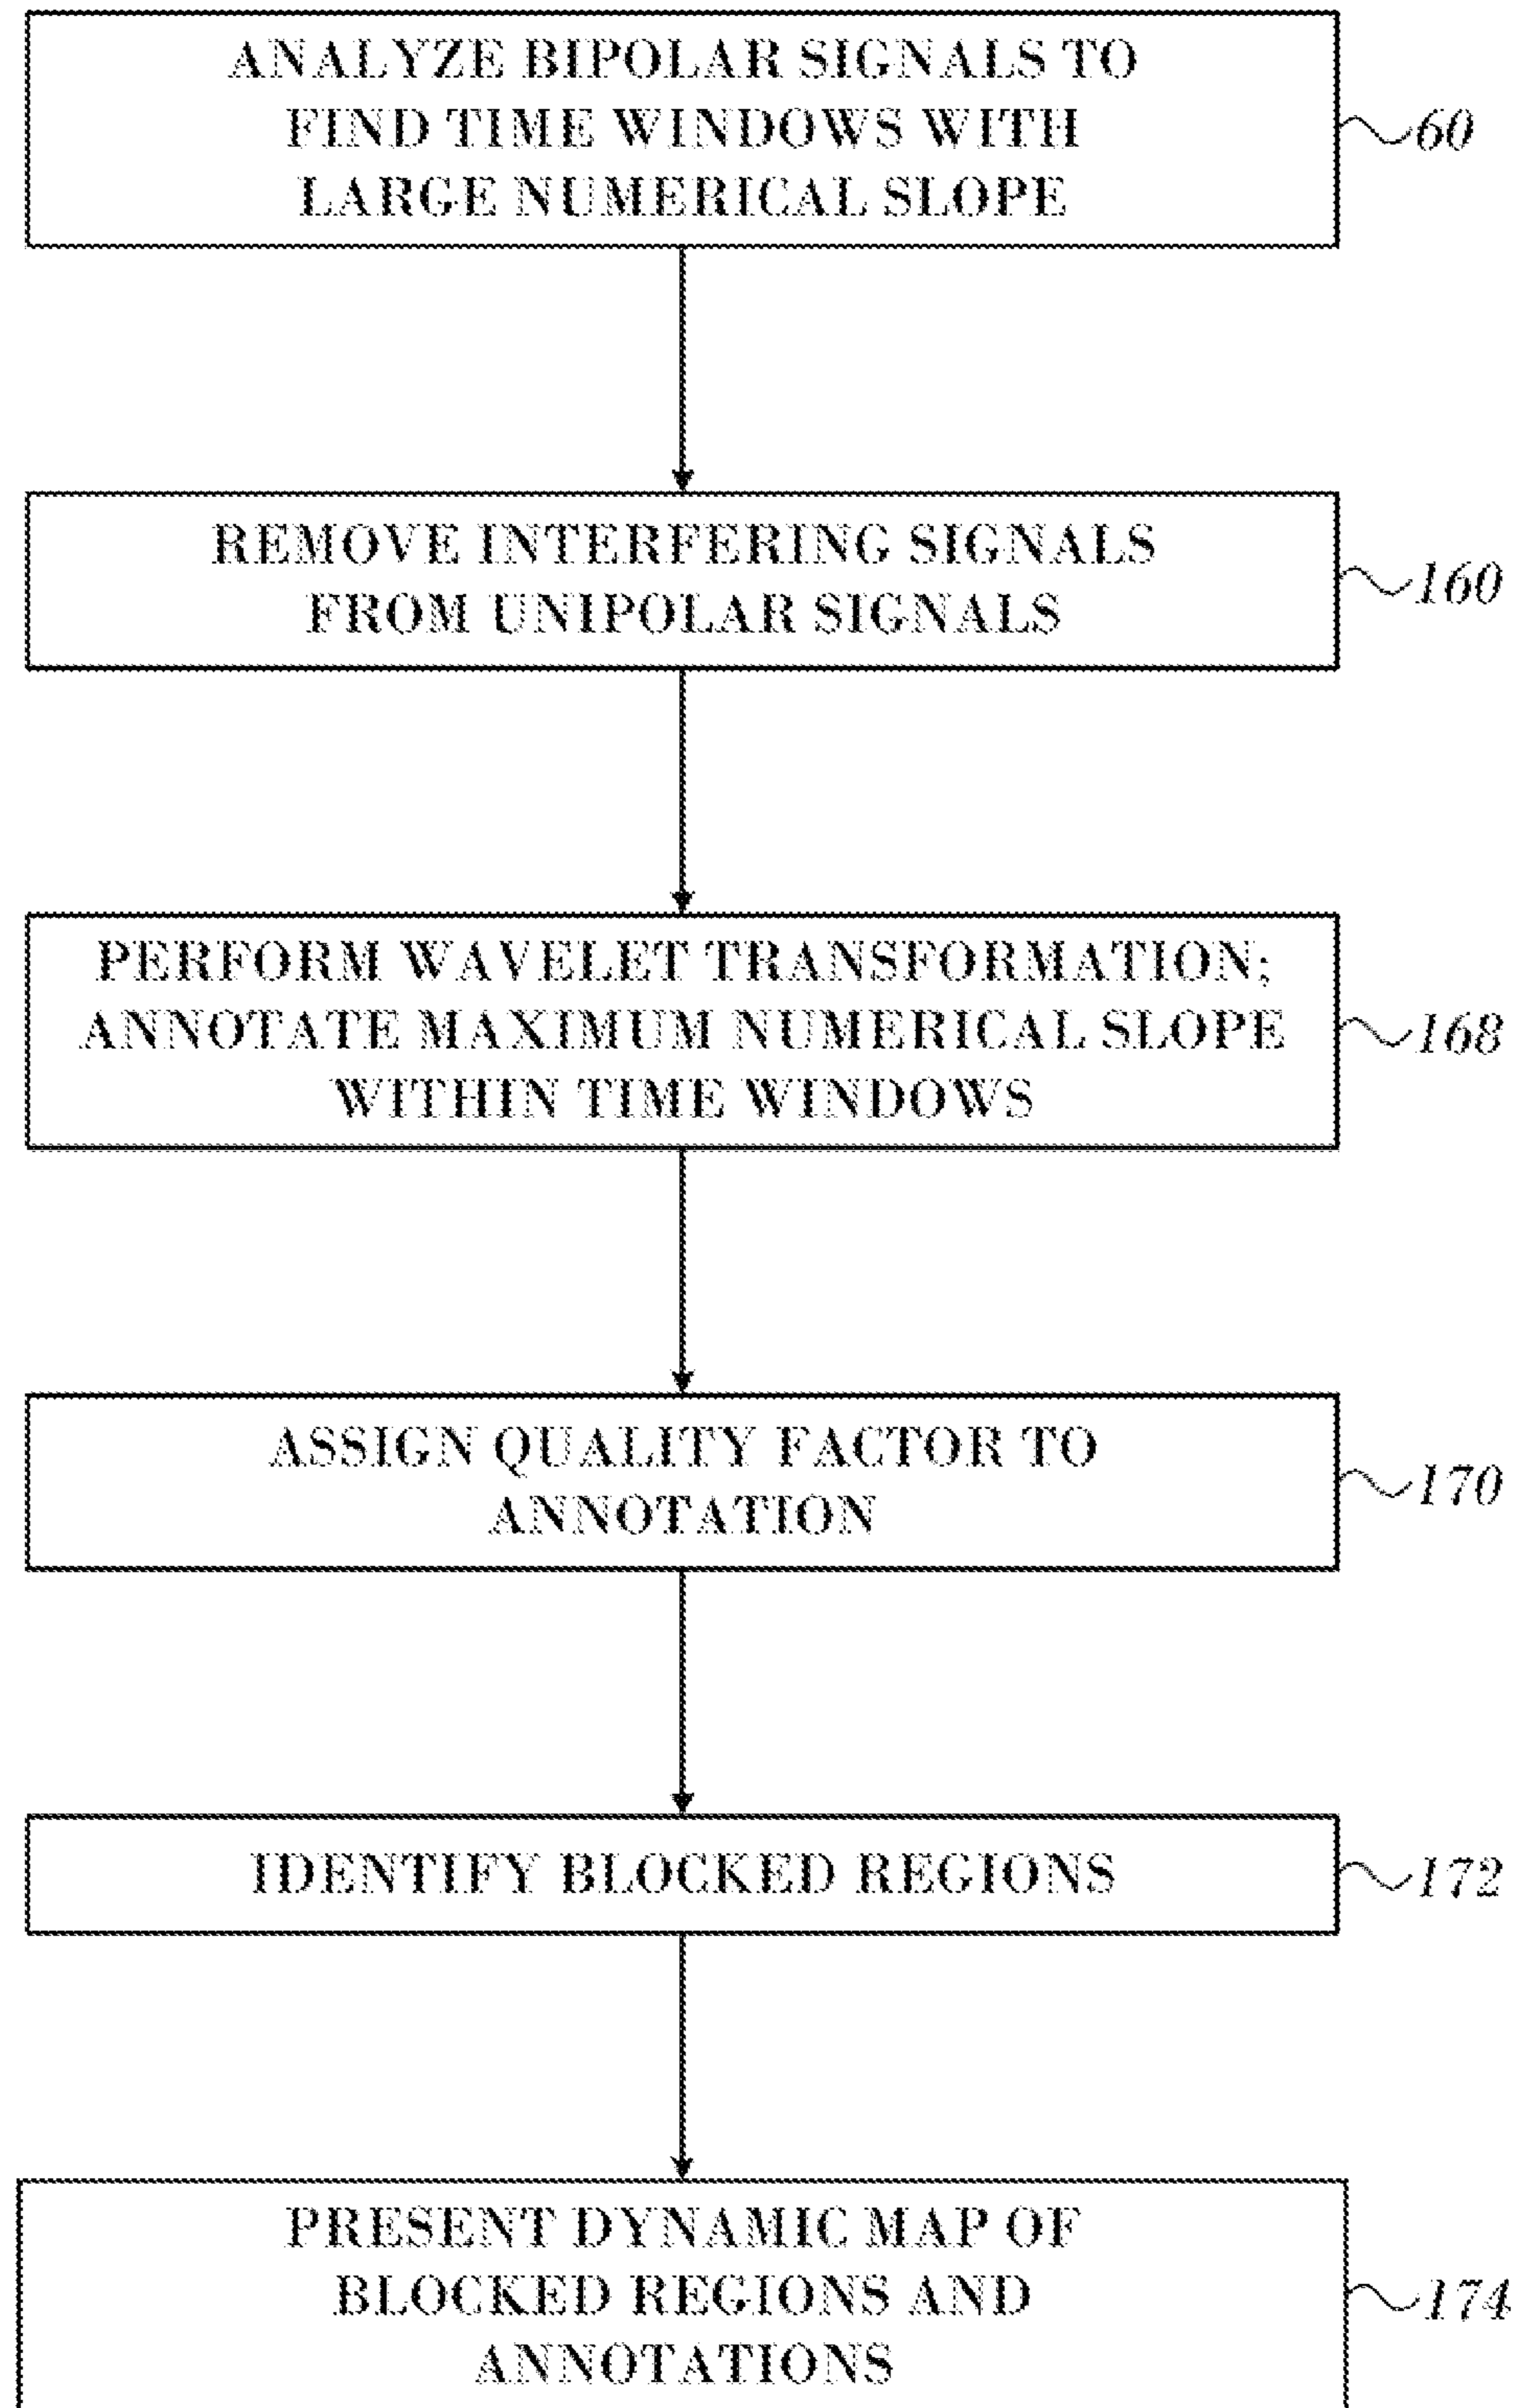 ANALYZE BIPOLAR SIGNALS TO
FIND TIME WINDOWS WITH
LARGE NUMERICAL SLOPE
60
REMOVE INTERFERING SIGNALS
FROM UNIPOLAR SIGNALS
160
PERFORM WAVELET TRANSFORMATION;
ANNOTATE MAXIMUM NUMERICAL SLOPE
WITHIN TIME WINDOWS
168
ASSIGN QUALITY FACTOR TO
ANNOTATION
170
IDENTIFY BLOCKED REGIONS
172
PRESENT DYNAMIC MAP OF
BLOCKED REGIONS AND
ANNOTATIONS
174